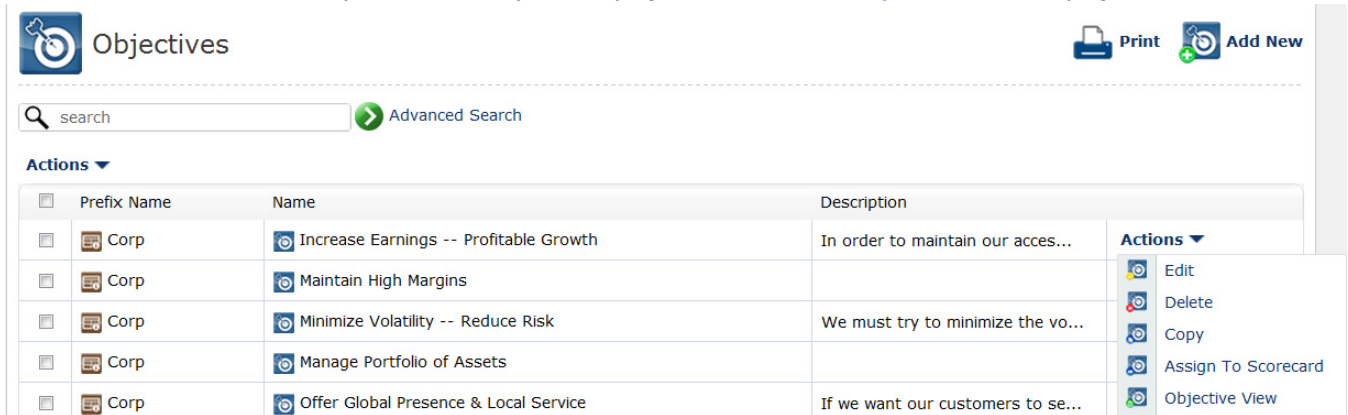 Objectives
Print Add New
search Advanced Search
Actions
Prefix Name Name Description
Corp Increase Earnings -- Profitable Growth In order to maintain our acces... Actions
Edit
Corp Maintain High Margins
Delete
Corp Minimize Volatility -- Reduce Risk We must try to minimize the vo...
Copy
Corp Manage Portfolio of Assets
Assign To Scorecard
Corp Offer Global Presence & Local Service If we want our customers to se...
Objective View